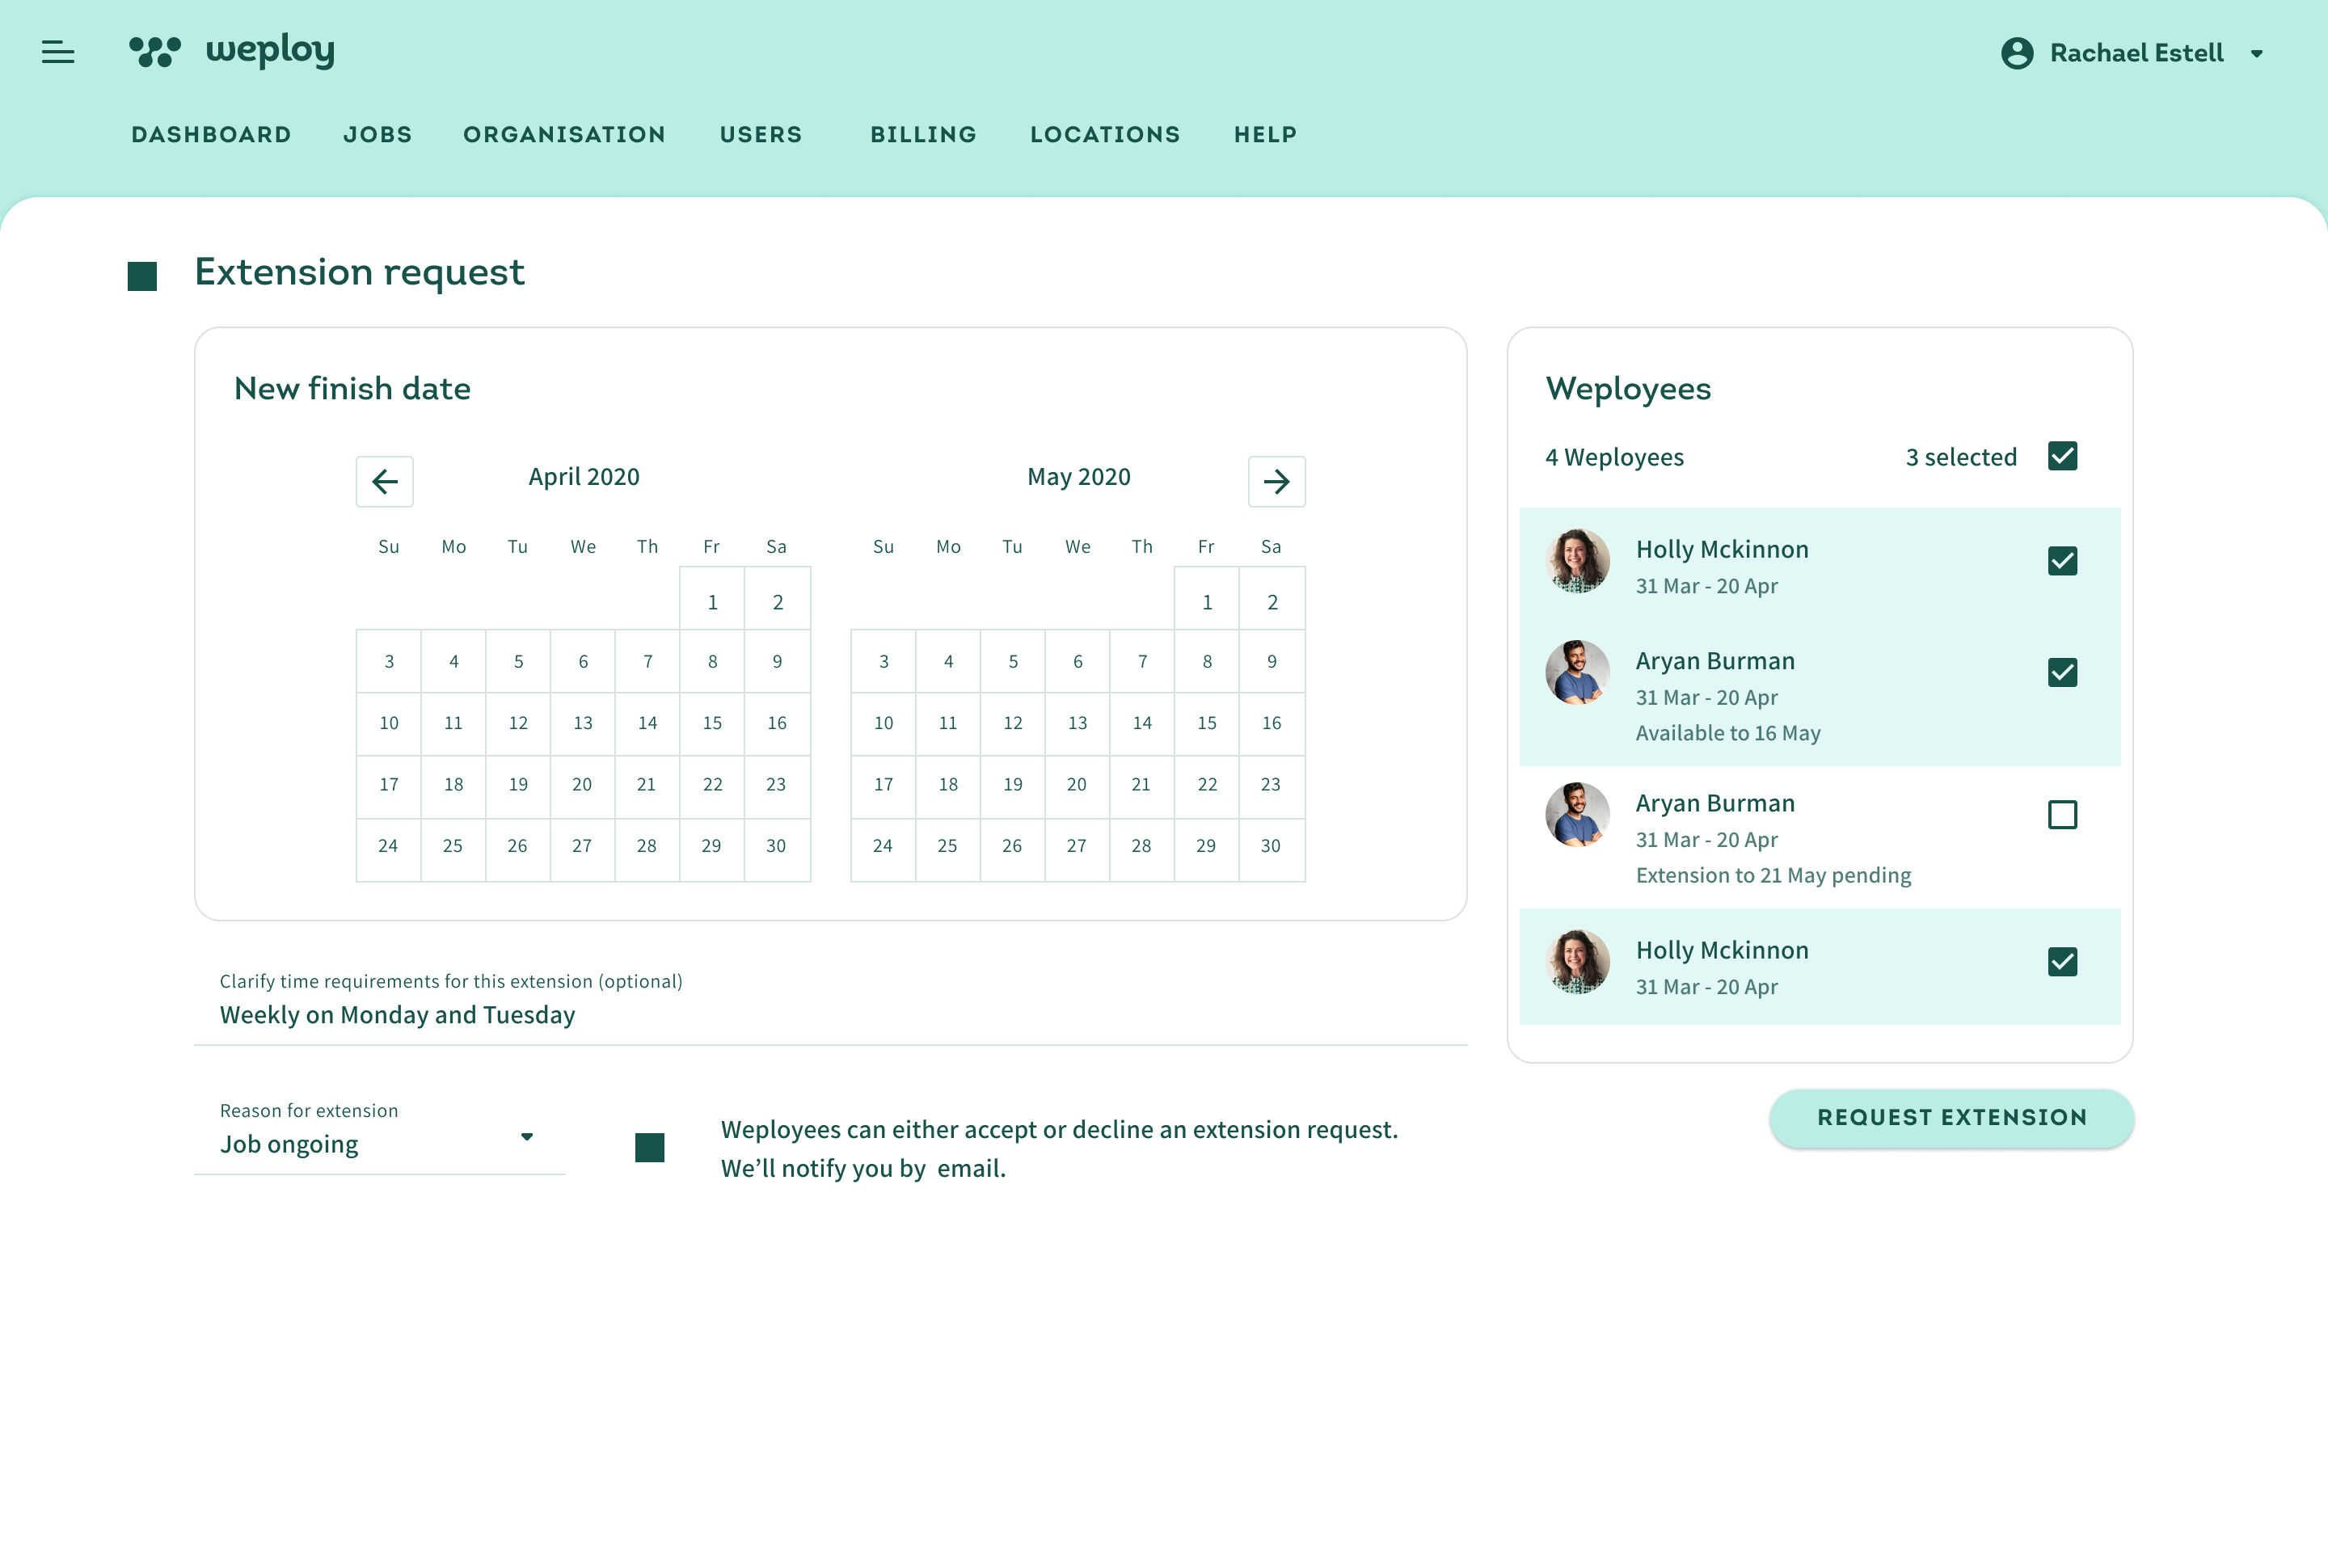 weploy
Rachael Estell
DASHBOARD JOBS ORGANISATION USERS BILLING LOCATIONS HELP
Extension request
New finish date
April 2020
Su Mo Tu We Th Fr Sa
1 2
3 4 5 6 7 8 9
10 11 12 13 14 15 16
17 18 19 20 21 22 23
24 25 26 27 28 29 30
May 2020
Su Mo Tu We Th Fr Sa
1 2
3 4 5 6 7 8 9
10 11 12 13 14 15 16
17 18 19 20 21 22 23
24 25 26 27 28 29 30
Clarify time requirements for this extension (optional)
Weekly on Monday and Tuesday
Reason for extension
Job ongoing
Weployees can either accept or decline an extension request.
We’ll notify you by  email.
Weployees
4 Weployees 3 selected
Holly Mckinnon
31 Mar - 20 Apr
Aryan Burman
31 Mar - 20 Apr
Available to 16 May
Aryan Burman
31 Mar - 20 Apr
Extension to 21 May pending
Holly Mckinnon
31 Mar - 20 Apr
REQUEST EXTENSION